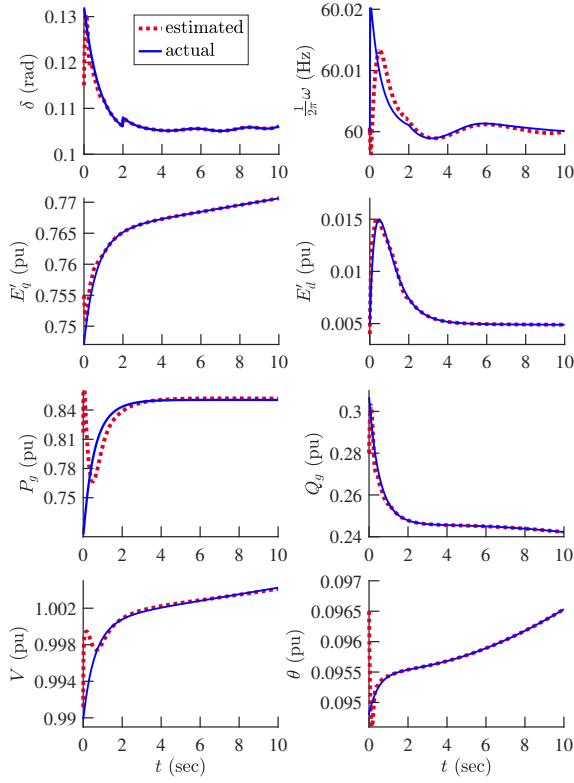 0.13
0.12
0.11
0.1
δ (rad)
estimated
actual
0 2 4 6 8 10
60.02
60.01
60
1/2π ω (Hz)
0 2 4 6 8 10
0.77
0.765
0.76
0.755
0.75
E′q (pu)
0 2 4 6 8 10
0.015
0.01
0.005
E′d (pu)
0 2 4 6 8 10
0.84
0.81
0.78
0.75
Pg (pu)
0 2 4 6 8 10
0.3
0.28
0.26
0.24
Qg (pu)
0 2 4 6 8 10
1.002
0.998
0.994
0.99
V (pu)
0 2 4 6 8 10
t (sec)
0.097
0.0965
0.096
0.0955
0.095
θ (pu)
0 2 4 6 8 10
t (sec)